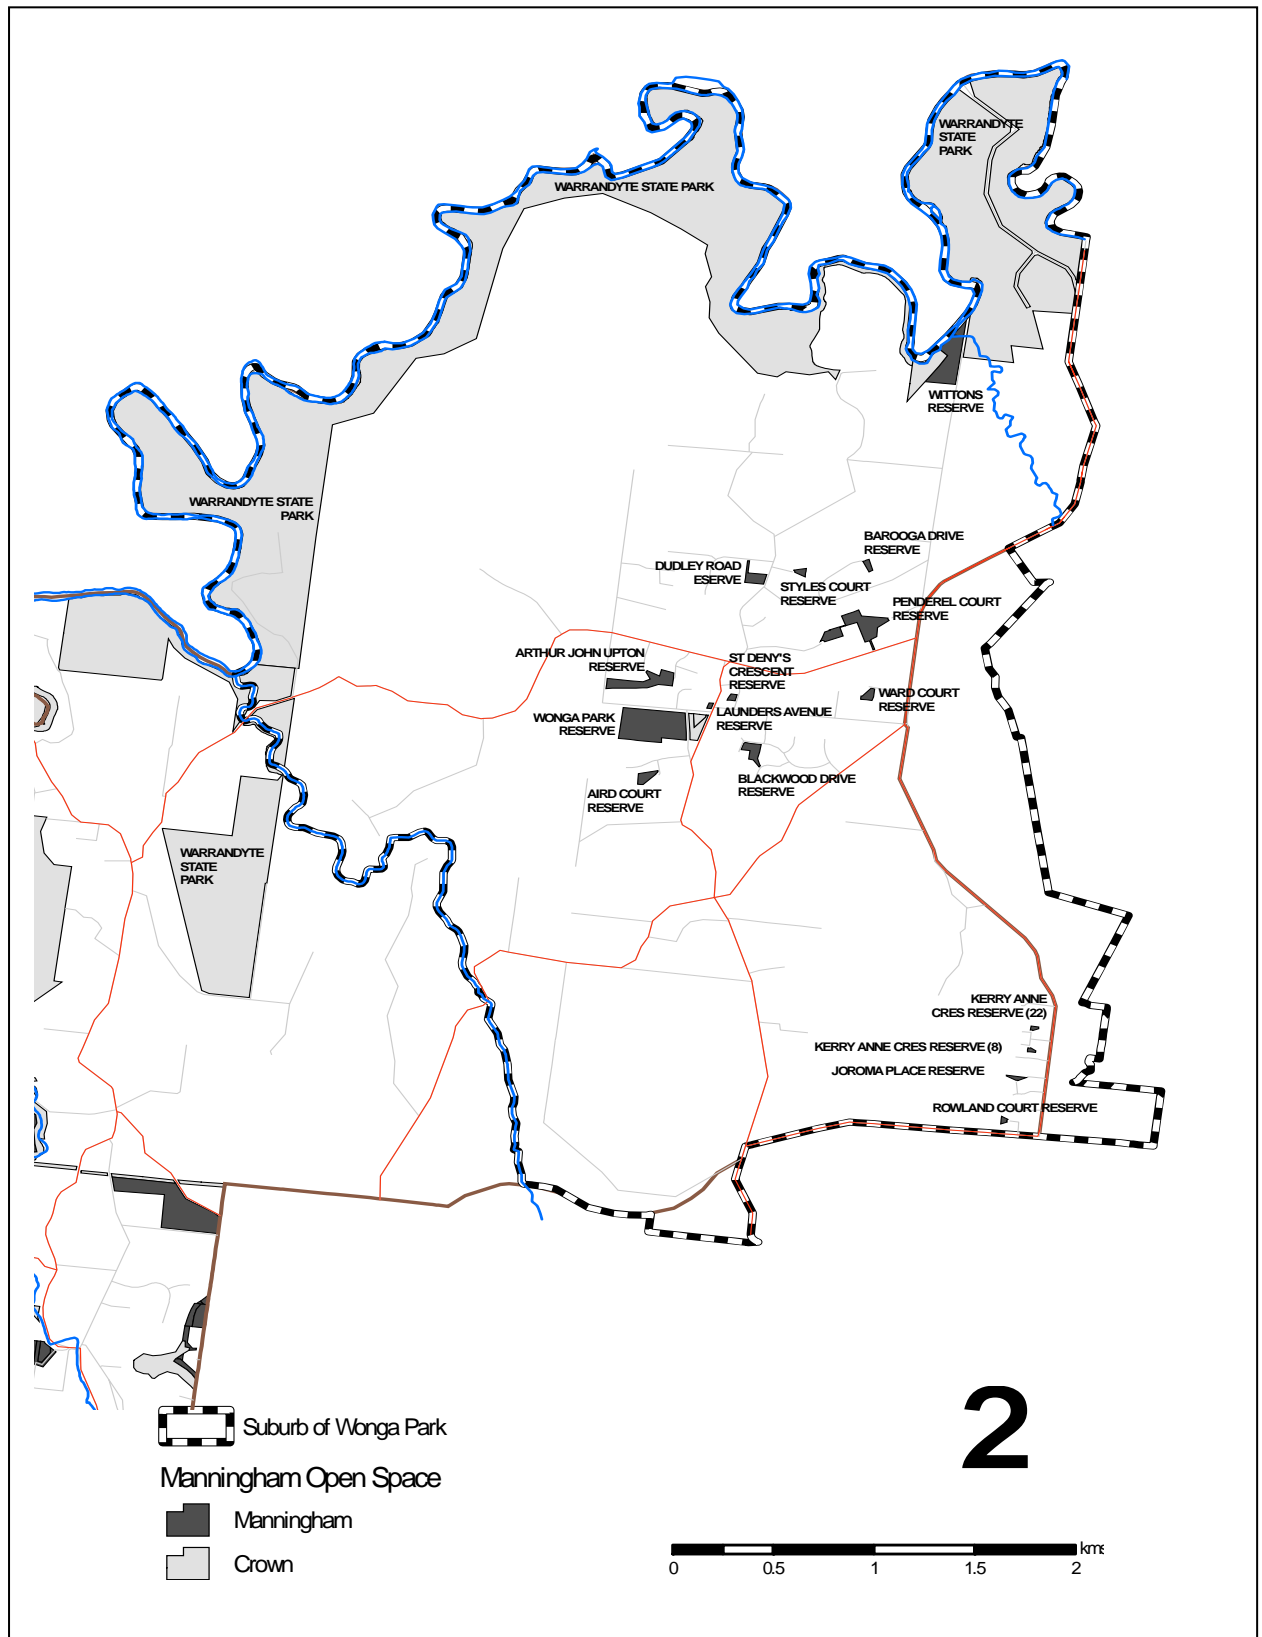 WARRANDYTE
STATE
PARK
WARRANDYTE STATE PARK
WITTONS
RESERVE
WARRANDYTE STATE
PARK
BAROOGA DRIVE
RESERVE
DUDLEY ROAD
ESERVE
STYLES COURT
RESERVE
PENDEREL COURT
RESERVE
ARTHUR JOHN UPTON
RESERVE
ST DENY'S
CRESCENT
RESERVE
WARD COURT
RESERVE
LAUNDERS AVENUE
RESERVE
WONGA PARK
RESERVE
BLACKWOOD DRIVE
RESERVE
AIRD COURT
RESERVE
WARRANDYTE
STATE
PARK
KERRY ANNE
CRES RESERVE (22)
KERRY ANNE CRES RESERVE (8)
JOROMA PLACE RESERVE
ROWLAND COURT RESERVE
2
Suburb of Wonga Park
Manningham Open Space
Manningham
Crown
kms
0 0.5 1 1.5 2